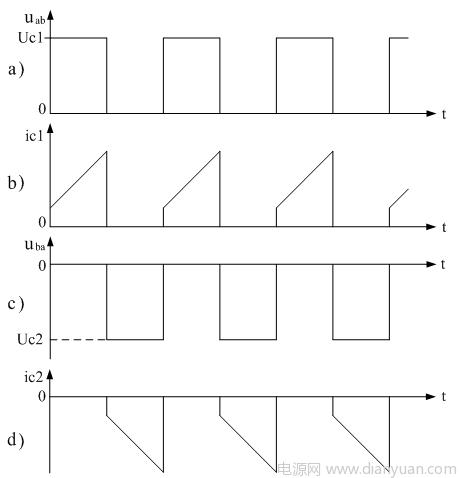 uab
Uc1
a)
0
t
ic1
b)
0
t
uba
0
t
c)
Uc2
ic2
0
t
d)
电源网 www.dianyuan.com